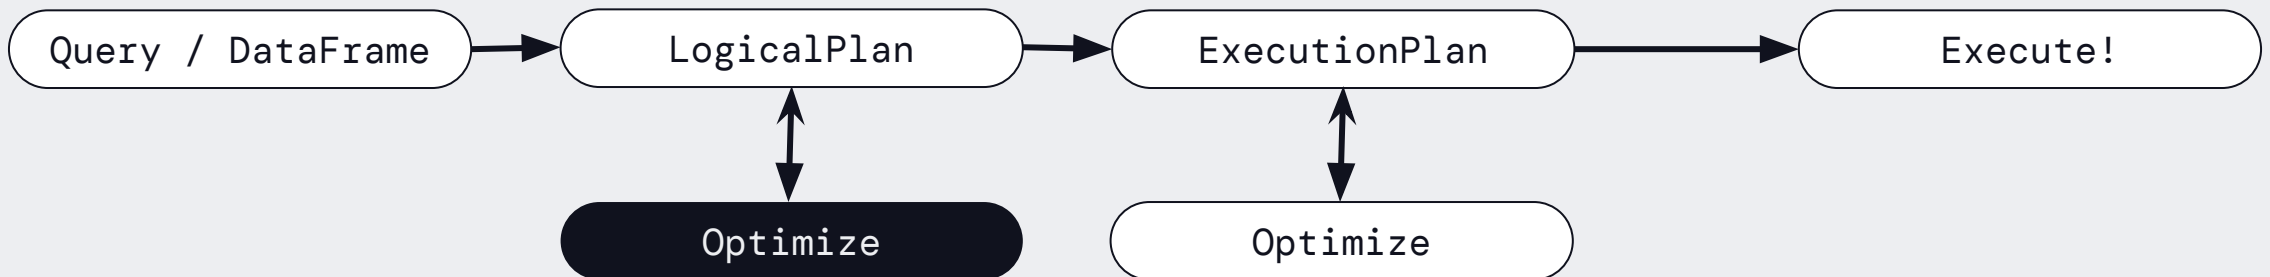 Query / DataFrame
LogicalPlan
ExecutionPlan
Execute!
Optimize
Optimize